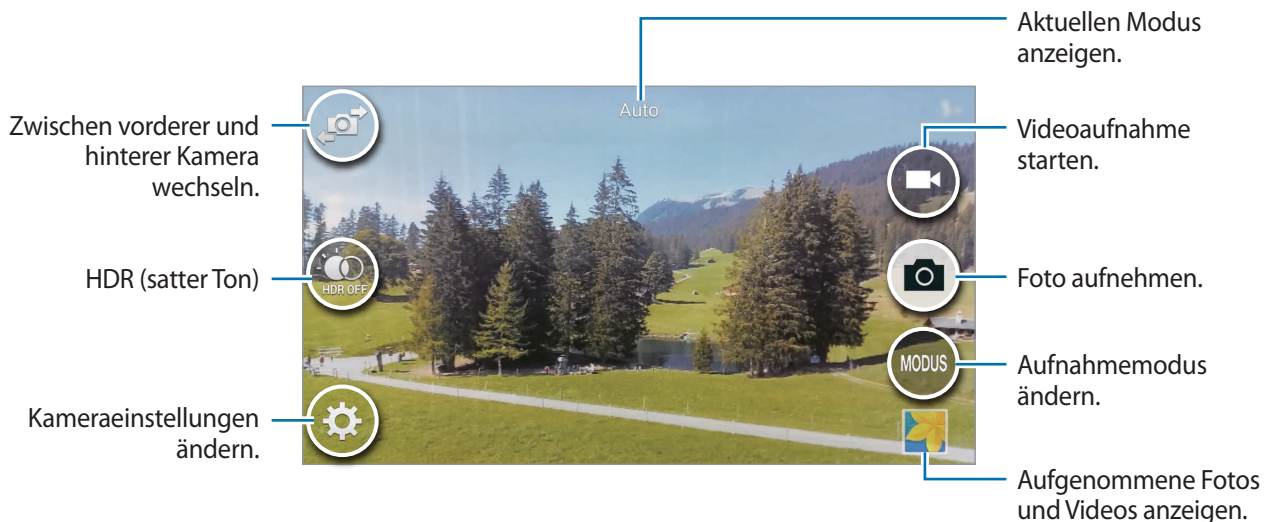 Aktuellen Modus
anzeigen.
Auto
Zwischen vorderer und
hinterer Kamera
wechseln.
Videoaufnahme
starten.
HDR (satter Ton)
HDR OFF
Foto aufnehmen.
MODUS
Aufnahmemodus
ändern.
Kameraeinstellungen
ändern.
Aufgenommene Fotos
und Videos anzeigen.